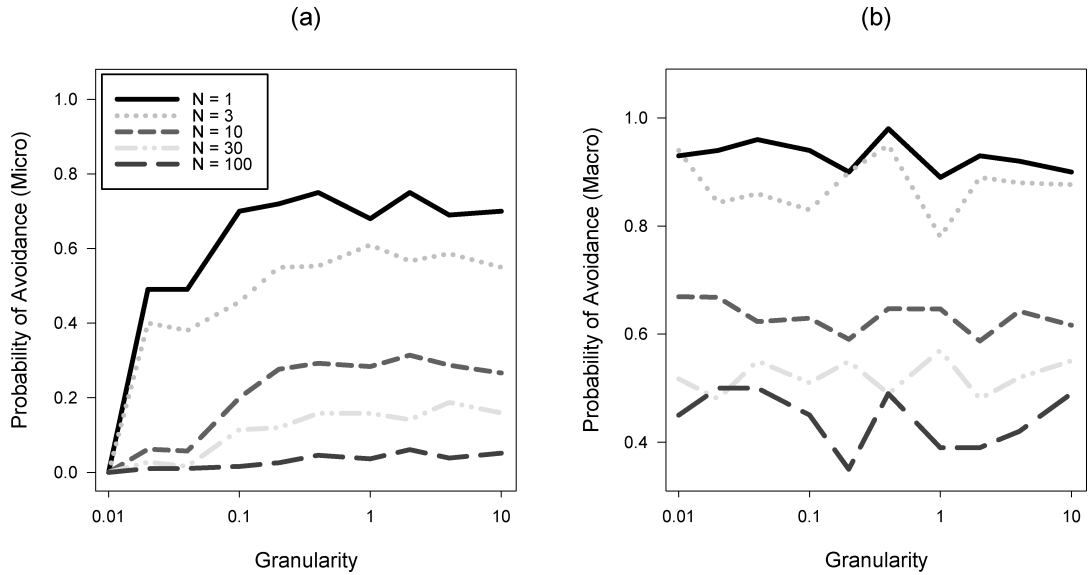 (a)
Probability of Avoidance (Micro)
1.0
0.8
0.6
0.4
0.2
0.0
N = 1
N = 3
N = 10
N = 30
N = 100
0.01 0.1 1 10
Granularity
(b)
Probability of Avoidance (Macro)
1.0
0.8
0.6
0.4
0.01 0.1 1 10
Granularity